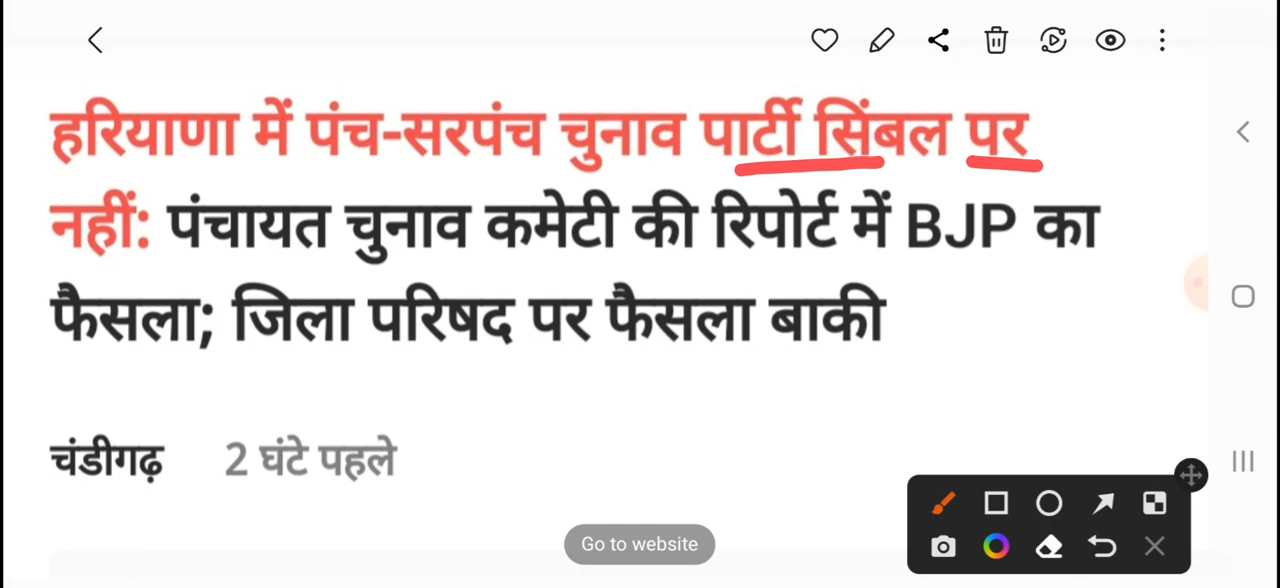 हरियाणा में पंच-सरपंच चुनाव पार्टी सिंबल पर
नहीं: पंचायत चुनाव कमेटी की रिपोर्ट में BJP का
फैसला; जिला परिषद पर फैसला बाकी
चंडीगढ़ 2 घंटे पहले
Go to website